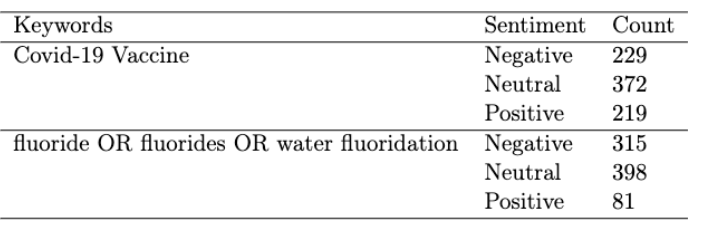 Keywords Sentiment Count
Covid-19 Vaccine Negative 229
Neutral 372
Positive 219
fluoride OR fluorides OR water fluoridation Negative 315
Neutral 398
Positive 81